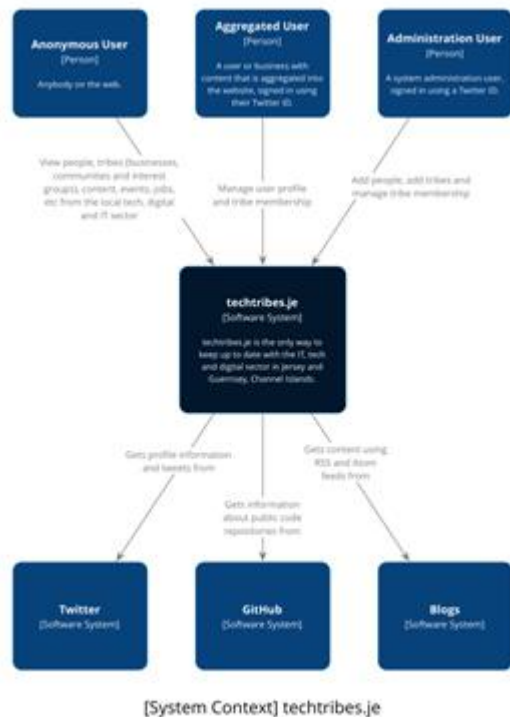 Anonymous User
[Person]
Anybody on the web.
Aggregated User
[Person]
A user or business with
content that is aggregated into
the website, signed in using
their Twitter ID.
Administration User
[Person]
A system administration user,
signed in using a Twitter ID.
View people, tribes (businesses,
communities and interest
groups), content, events, jobs,
etc from the local tech, digital
and IT sector
Manage user profile
and tribe membership
Add people, add tribes and
manage tribe membership
techtribes.je
[Software System]
techtribes.je is the only way to
keep up to date with the IT, tech
and digital sector in Jersey and
Guernsey, Channel Islands.
Gets profile information
and tweets from
Gets information
about public code
repositories from
Gets content using
RSS and Atom
feeds from
Twitter
[Software System]
GitHub
[Software System]
Blogs
[Software System]
[System Context] techtribes.je